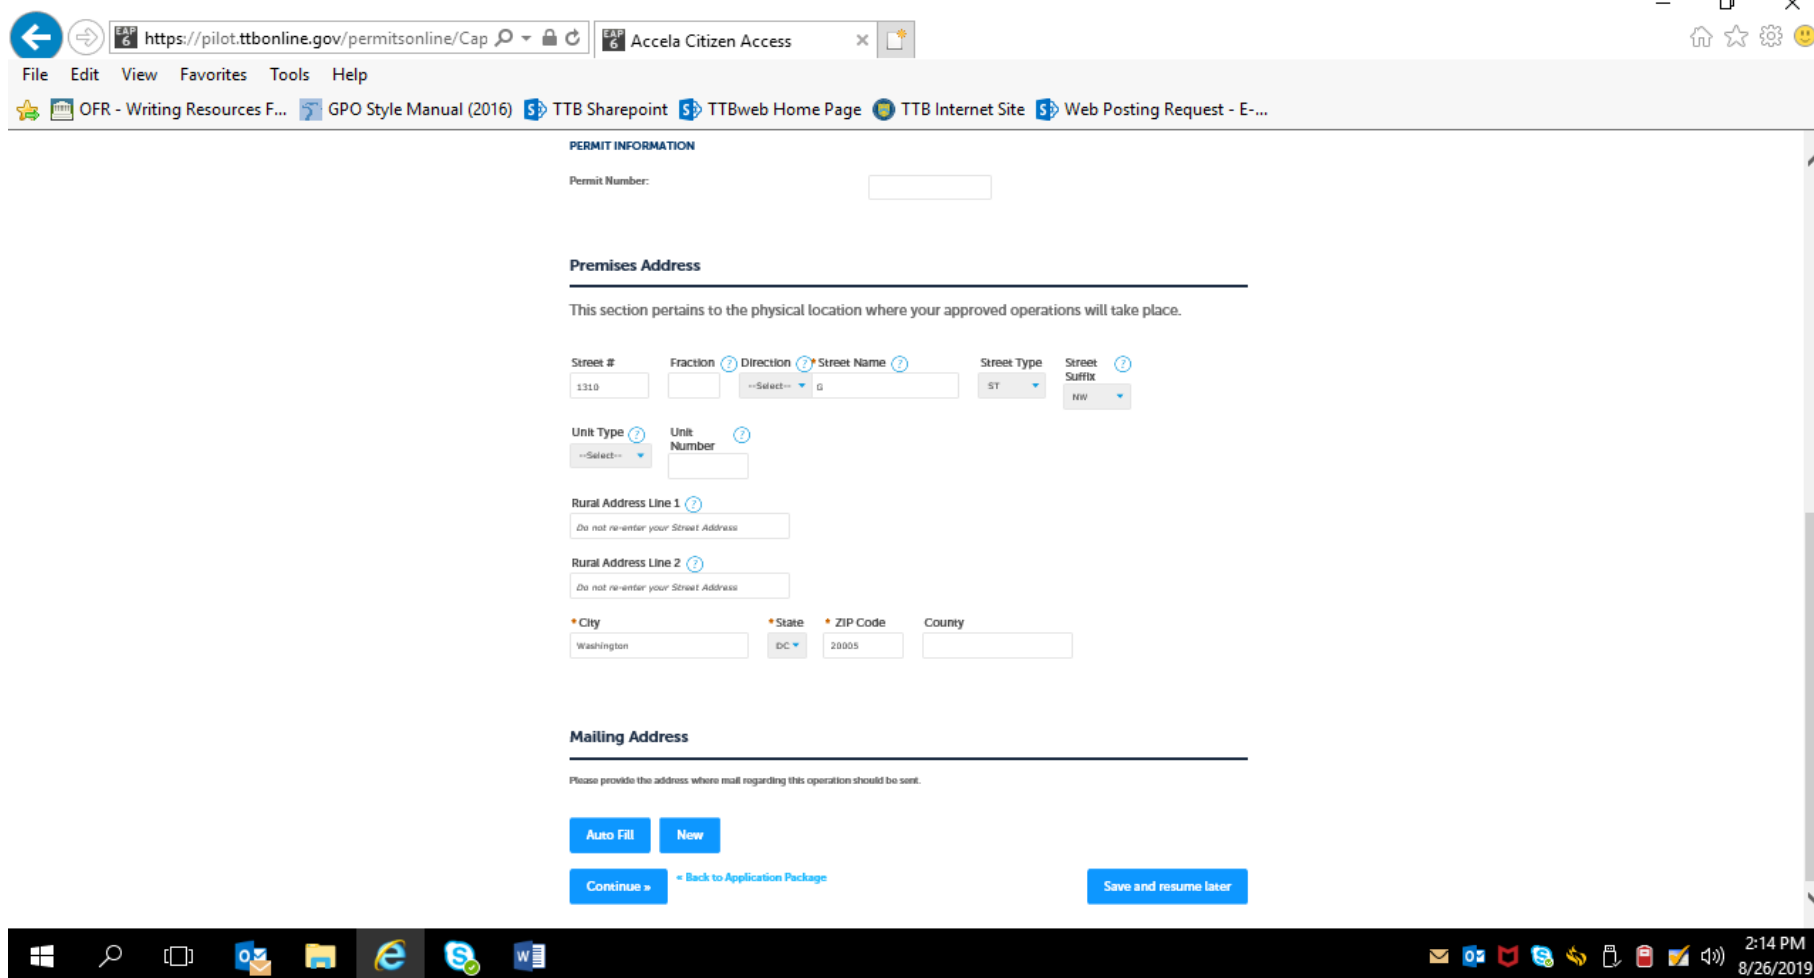 https://pilot.ttbonline.gov/permitsonline/Cap
EAP 6 Accela Citizen Access
File Edit View Favorites Tools Help
OFR - Writing Resources F... GPO Style Manual (2016) TTB Sharepoint TTBweb Home Page TTB Internet Site Web Posting Request - E-...
PERMIT INFORMATION
Permit Number:
Premises Address
This section pertains to the physical location where your approved operations will take place.
Street # Fraction ? Direction ? * Street Name ? Street Type Street Suffix ?
1310 --Select-- G ST NW
Unit Type ? Unit Number ?
--Select--
Rural Address Line 1 ?
Do not re-enter your Street Address
Rural Address Line 2 ?
Do not re-enter your Street Address
* City * State * ZIP Code County
Washington DC 20005
Mailing Address
Please provide the address where mail regarding this operation should be sent.
Auto Fill New
Continue » « Back to Application Package Save and resume later
2:14 PM
8/26/2019